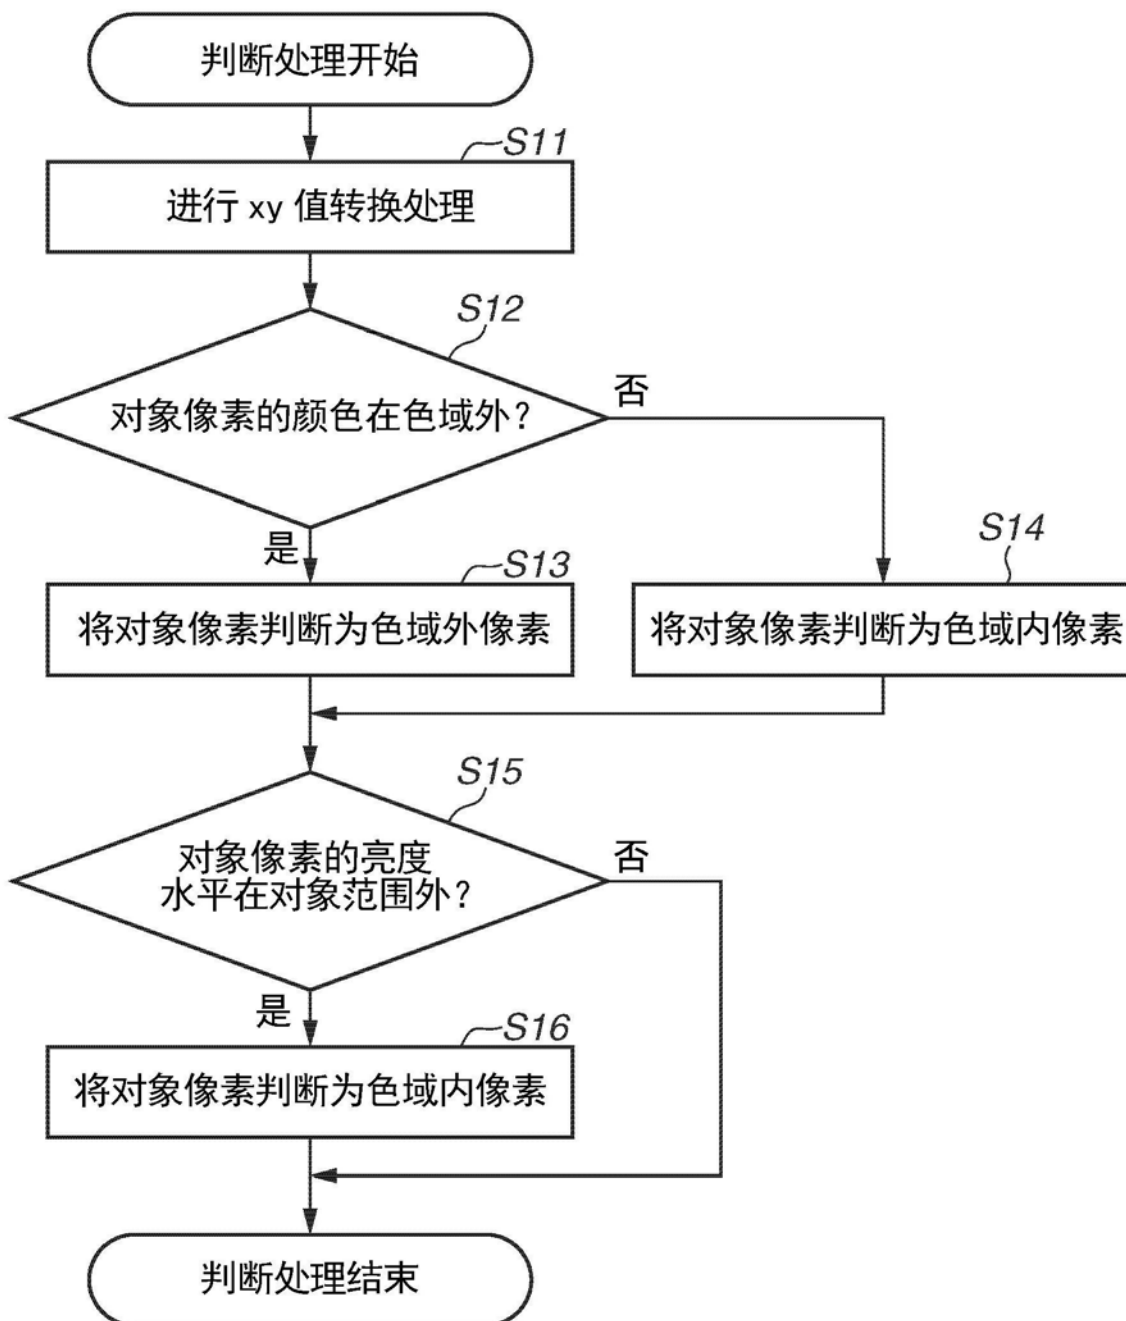 判断处理开始
S11
进行 xy 值转换处理
S12
对象像素的颜色在色域外?
否
是
S13
将对象像素判断为色域外像素
S14
将对象像素判断为色域内像素
S15
对象像素的亮度
水平在对象范围外?
否
是
S16
将对象像素判断为色域内像素
判断处理结束